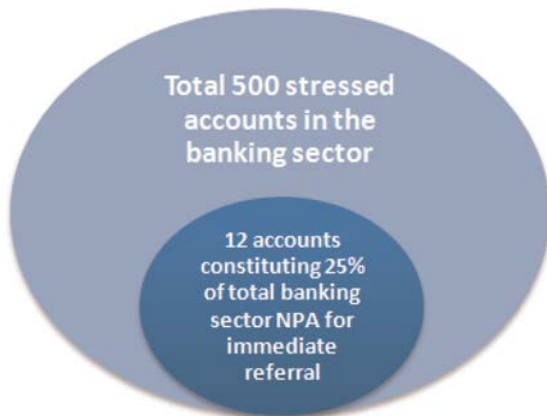 Total 500 stressed
accounts in the
banking sector
12 accounts
constituting 25%
of total banking
sector NPA for
immediate
referral